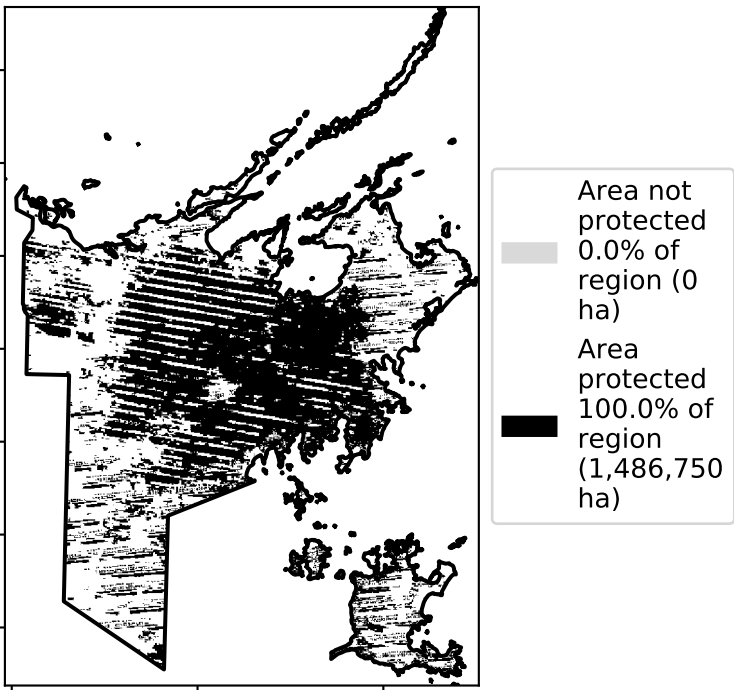 Area not
protected
0.0% of
region (0
ha)
Area
protected
100.0% of
region
(1,486,750
ha)